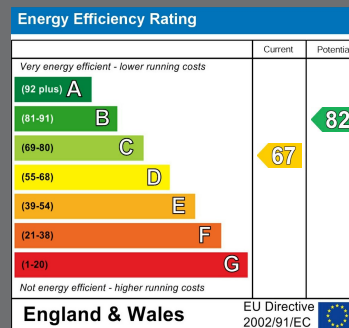 Energy Efficiency Rating
Current Potentia
Very energy efficient - lower running costs
(92 plus) A
(81-91) B
82
(69-80) C
67
(55-68) D
(39-54) E
(21-38) F
(1-20) G
Not energy efficient - higher running costs
England & Wales
EU Directive
2002/91/EC